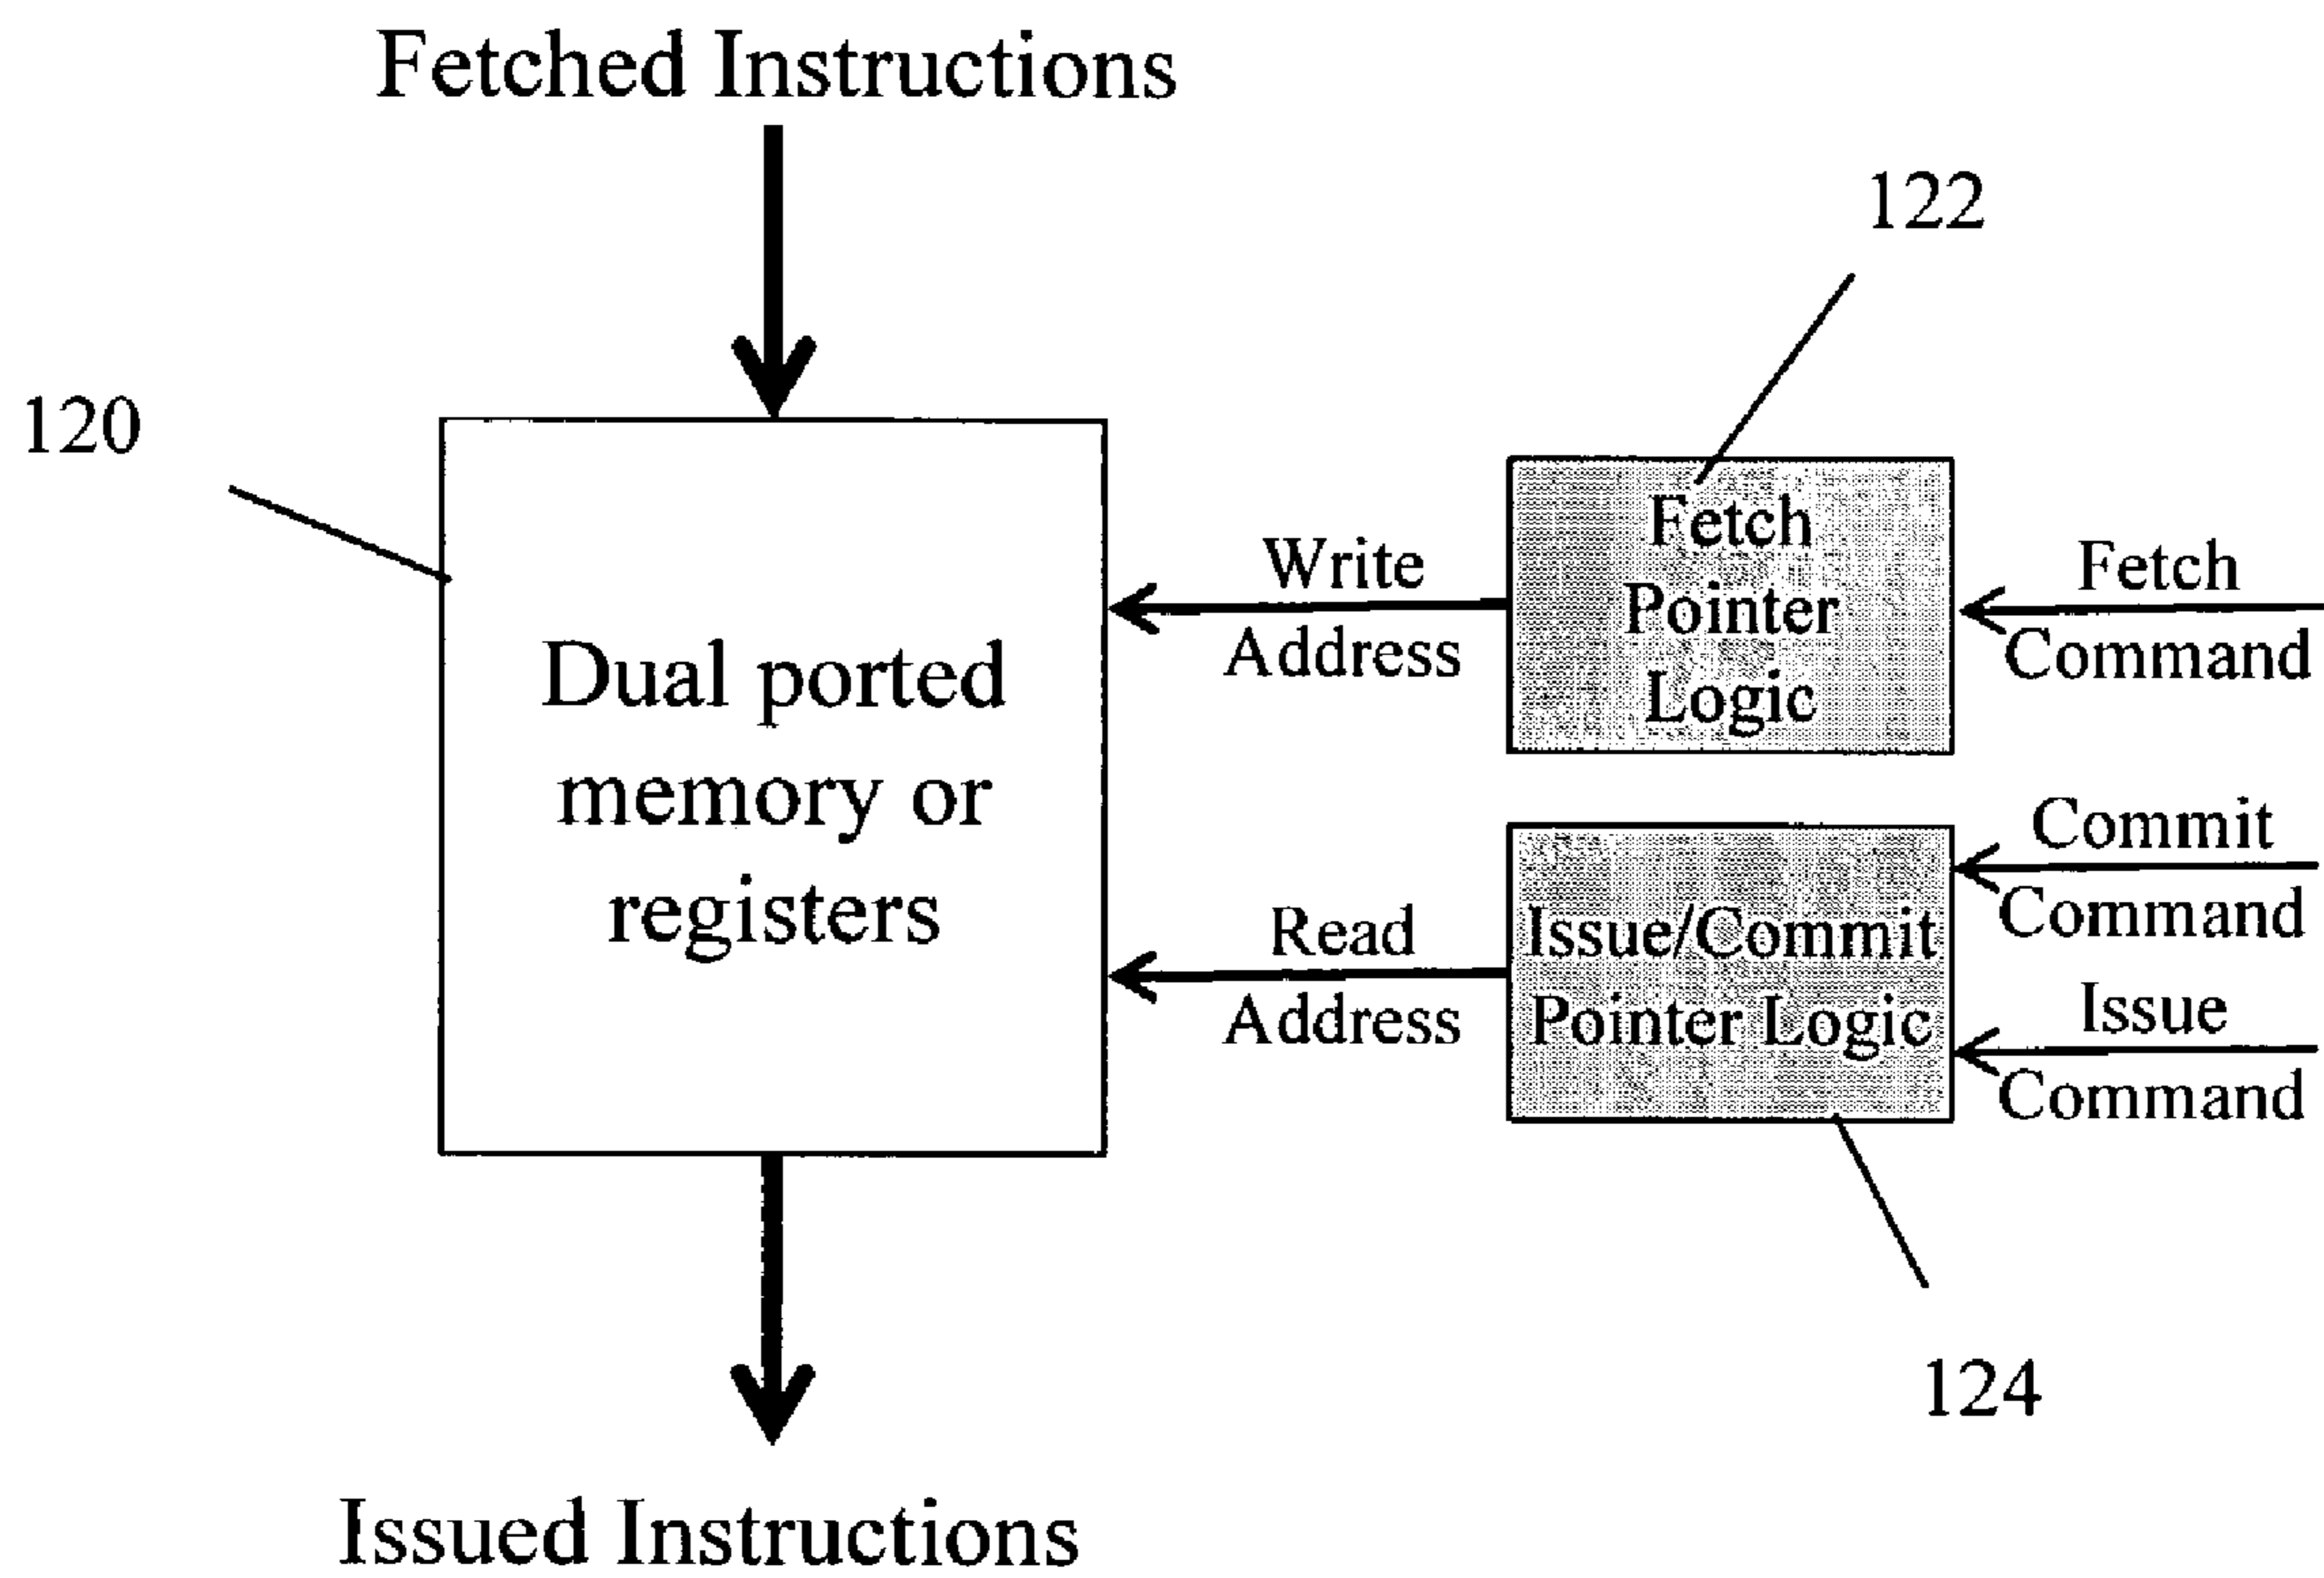 Fetched Instructions
122
120
Fetch
Pointer
Logic
Write
Address
Fetch
Command
Dual ported
memory or
registers
Commit
Command
Issue/Commit
Pointer Logic
Read
Address
Issue
Command
124
Issued Instructions